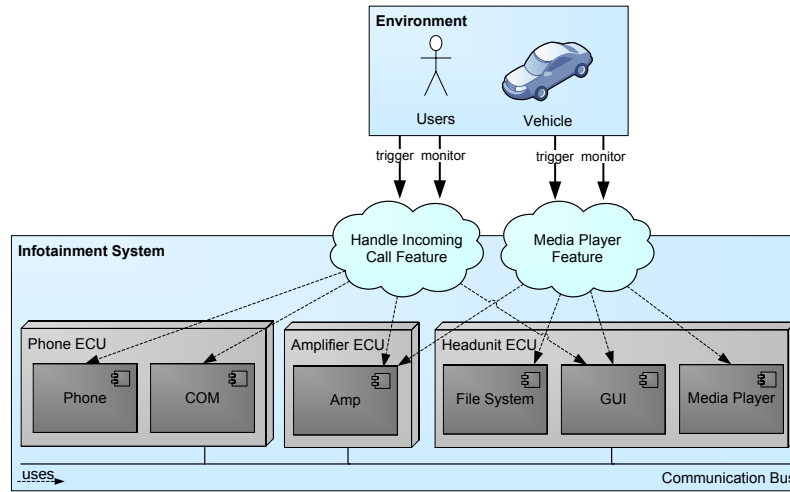 Environment
Users
Vehicle
trigger monitor
trigger monitor
Infotainment System
Handle Incoming
Call Feature
Media Player
Feature
Phone ECU
Amplifier ECU
Headunit ECU
Phone
COM
Amp
File System
GUI
Media Player
uses
Communication Bus